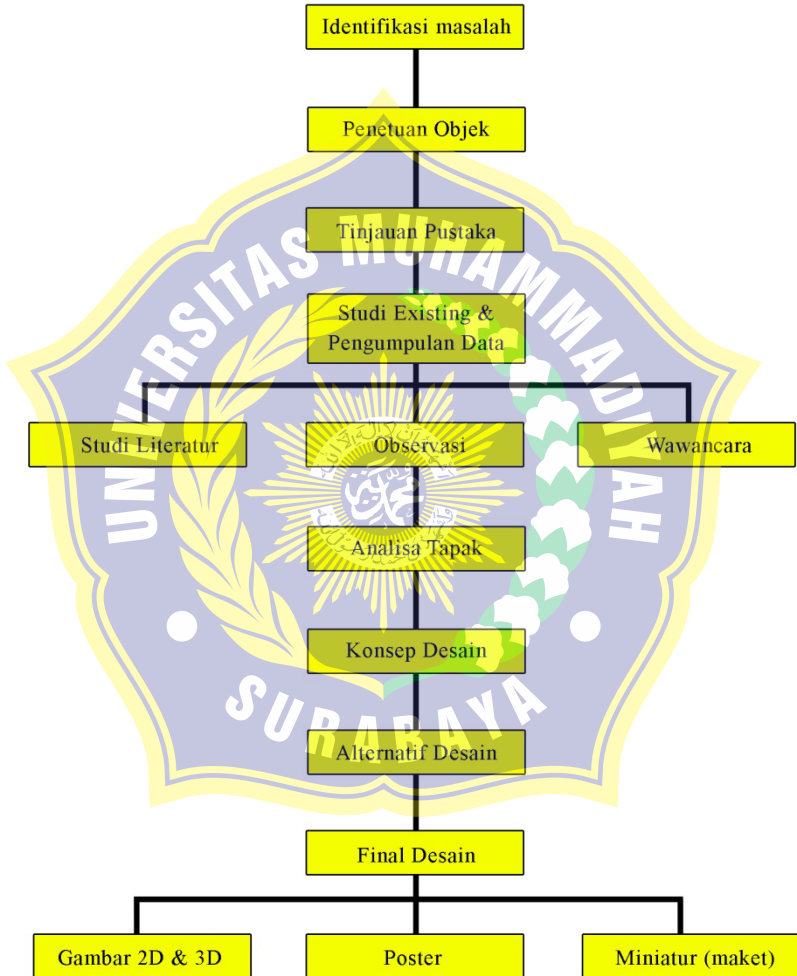 Identifikasi masalah
Penetuan Objek
Tinjauan Pustaka
UNIVERSITAS MUHAMMADIYAH
Studi Existing &
Pengumpulan Data
Studi Literatur
Observasi
Wawancara
محمد
Analisa Tapak
Konsep Desain
SURABAYA
Alternatif Desain
Final Desain
Gambar 2D & 3D
Poster
Miniatur (maket)